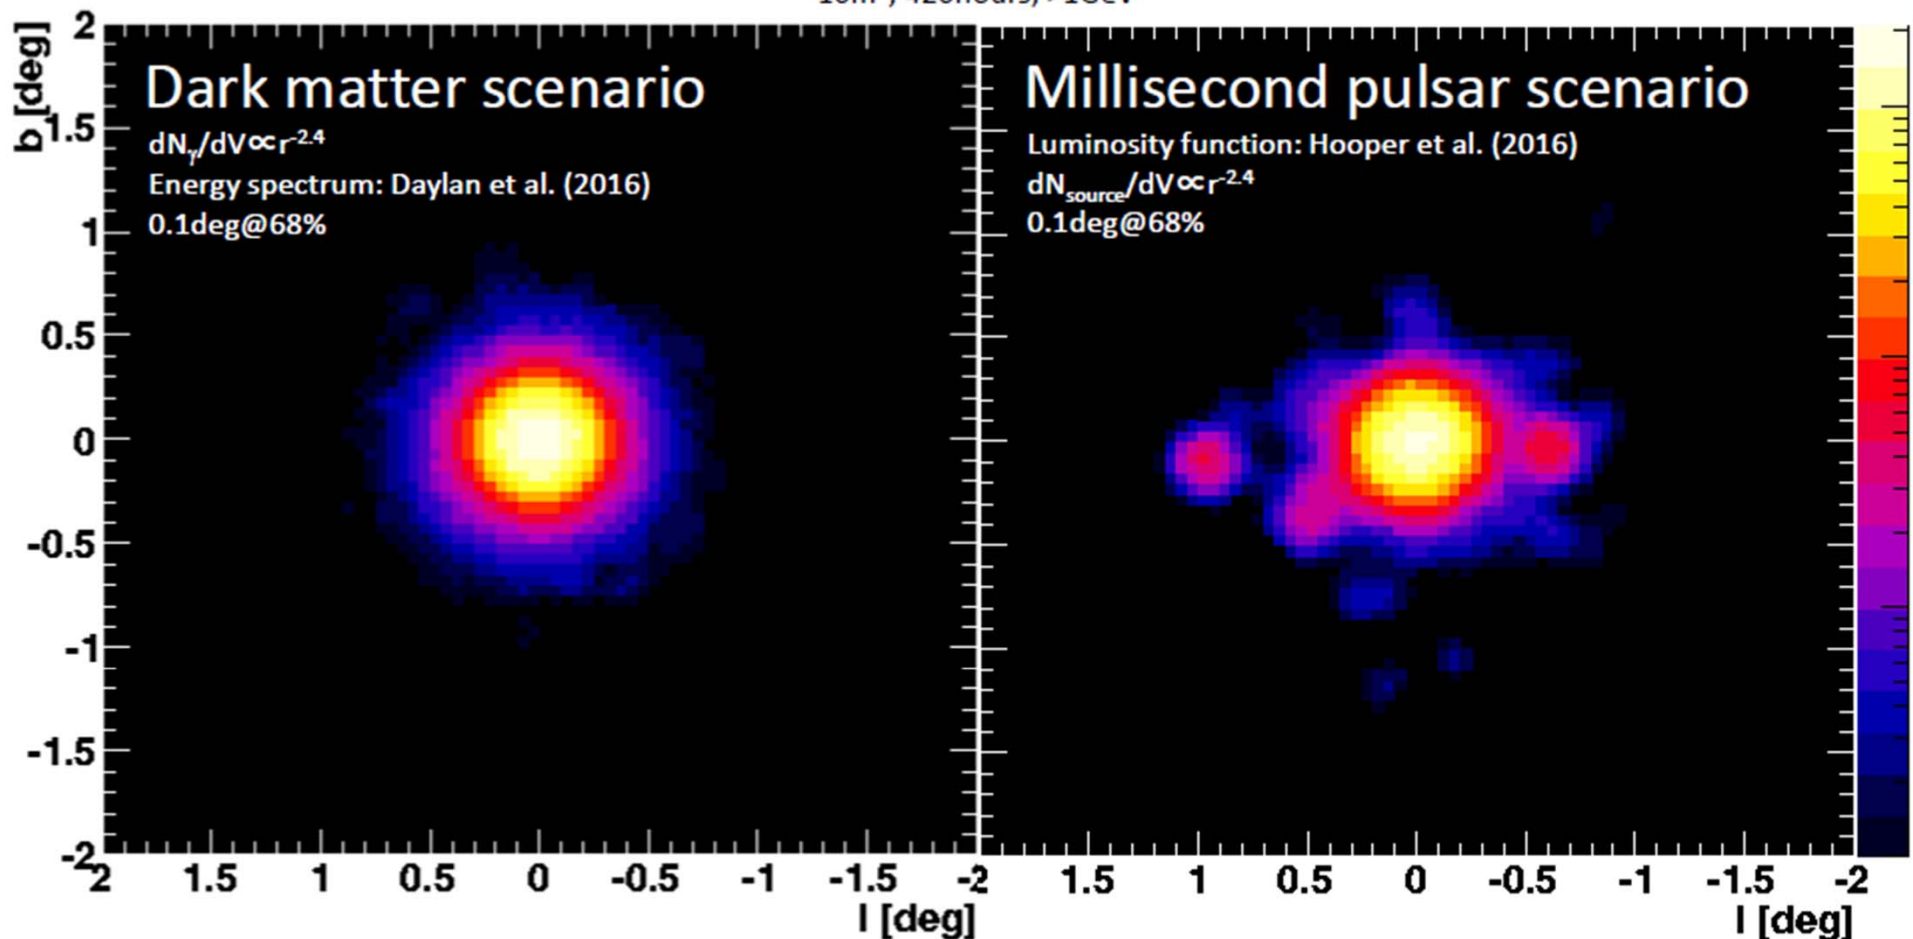 2
b [deg]
Dark matter scenario
dNγ/dV∝r-2.4
Energy spectrum: Daylan et al. (2016)
0.1deg@68%
Millisecond pulsar scenario
Luminosity function: Hooper et al. (2016)
dNsource/dV∝r-2.4
0.1deg@68%
1.5
1
0.5
0
-0.5
-1
-1.5
-2
2 1.5 1 0.5 0 -0.5 -1 -1.5 -2
l [deg]
1.5 1 0.5 0 -0.5 -1 -1.5 -2
l [deg]